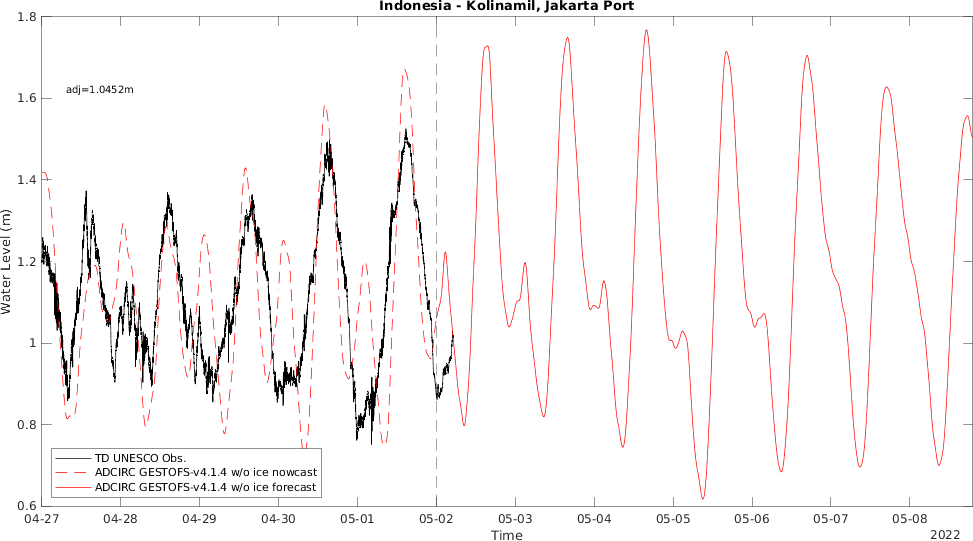 Indonesia - Kolinamil, Jakarta Port
1.8
1.6
1.4
1.2
1
0.8
0.6
Water Level (m)
adj=1.0452m
TD UNESCO Obs.
ADCIRC GESTOFS-v4.1.4 w/o ice nowcast
ADCIRC GESTOFS-v4.1.4 w/o ice forecast
04-27 04-28 04-29 04-30 05-01 05-02 05-03 05-04 05-05 05-06 05-07 05-08
Time
2022